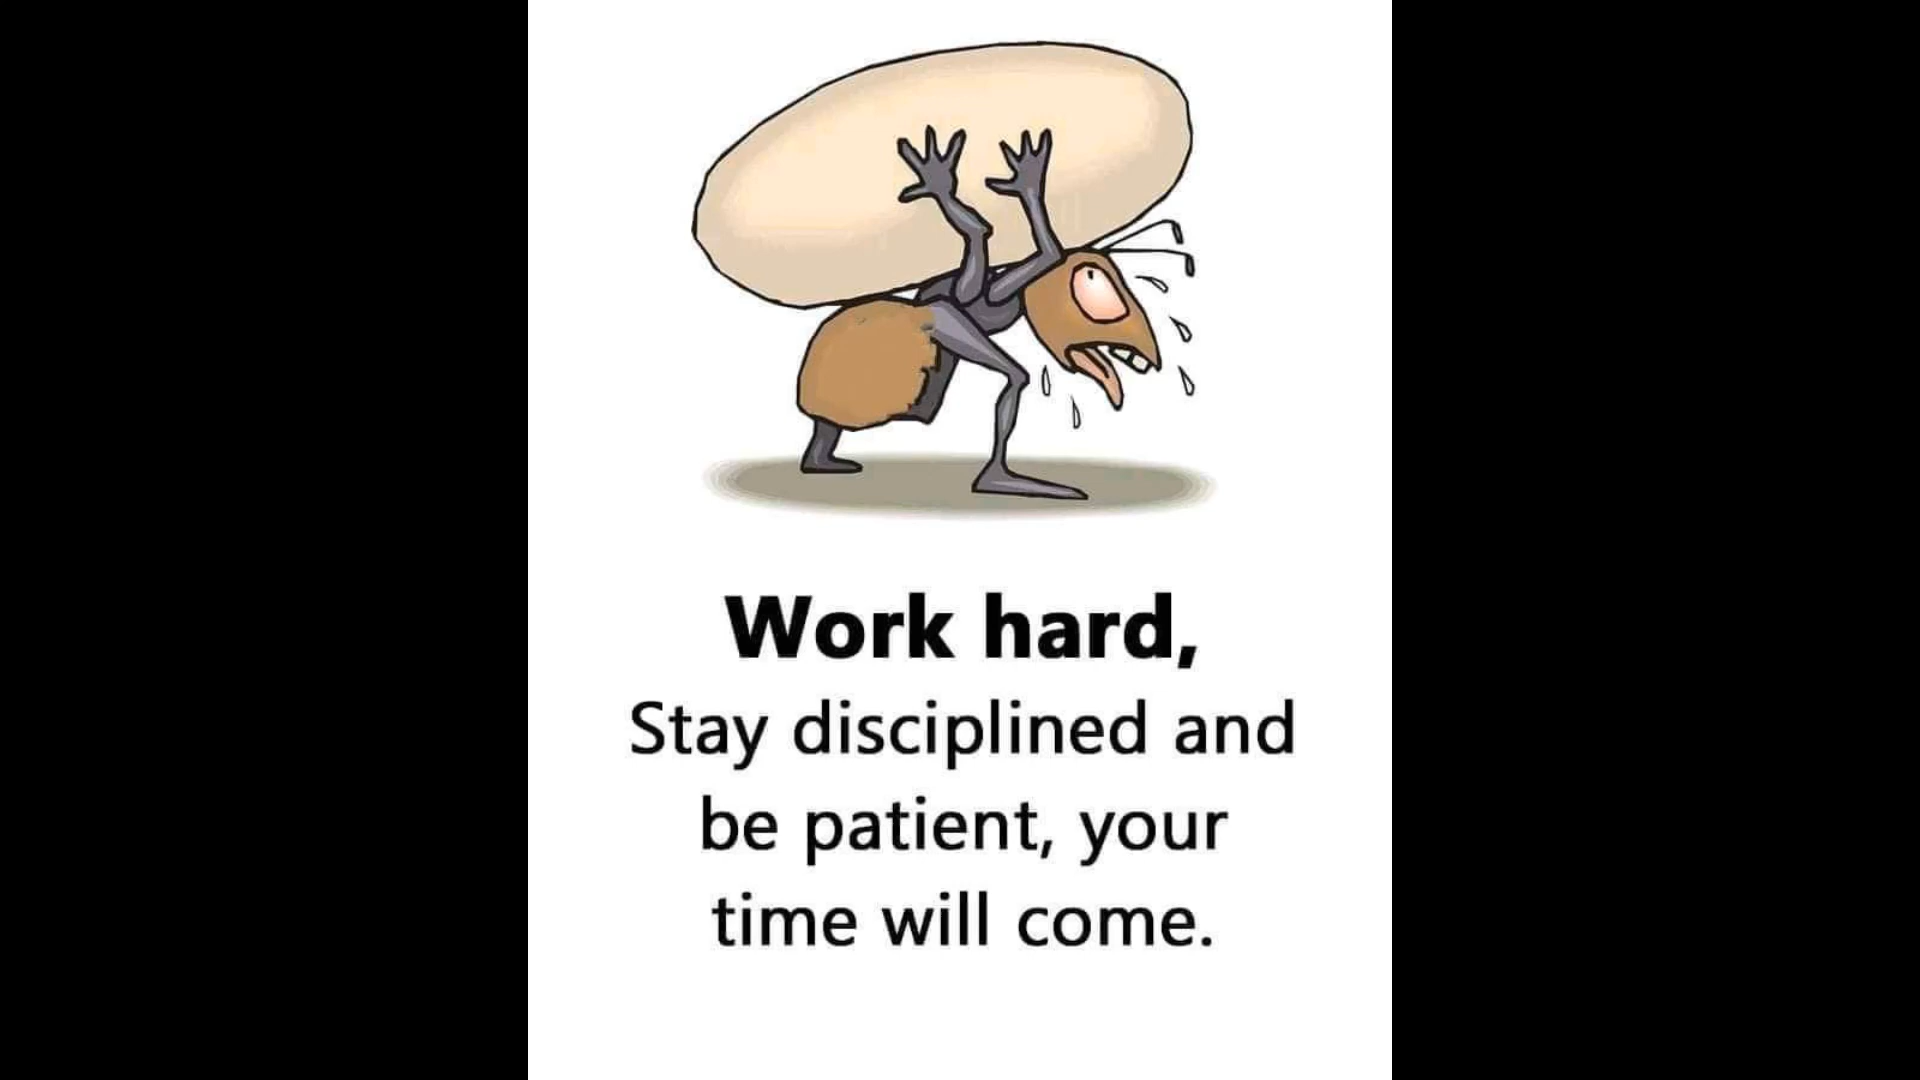 Work hard,
Stay disciplined and
be patient, your
time will come.